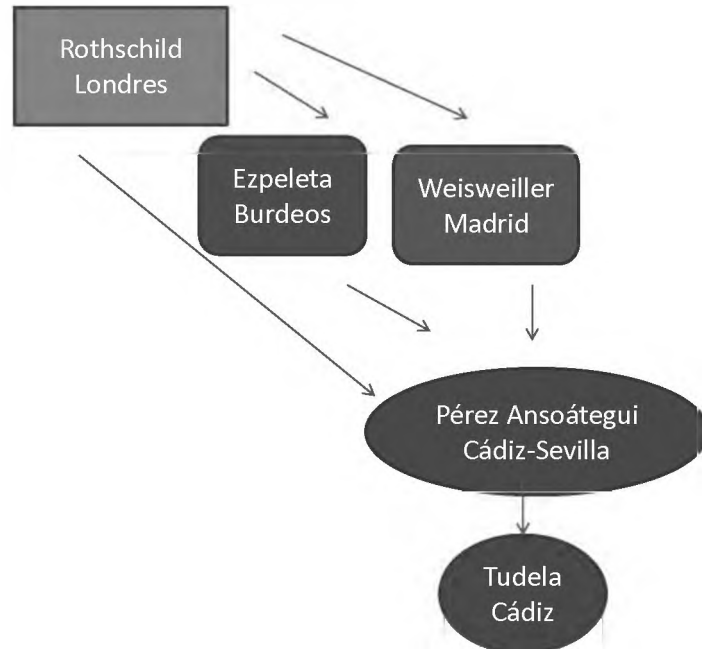 Rothschild
Londres
Ezpeleta
Burdeos
Weisweiller
Madrid
Pérez Ansoátegui
Cádiz-Sevilla
Tudela
Cádiz